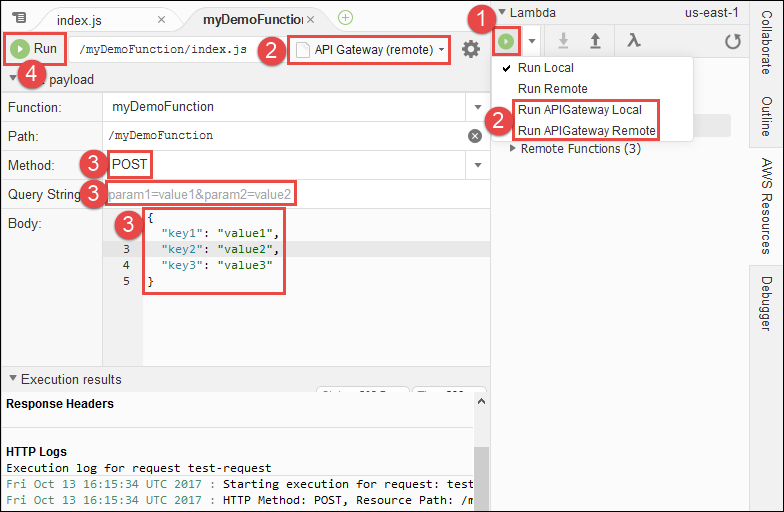 index.js
myDemoFunction
Lambda
us-east-1
1
Run
/myDemoFunction/index.js
2
API Gateway (remote)
4
payload
Run Local
Run Remote
2
Run APIGateway Local
Run APIGateway Remote
Remote Functions (3)
Function:
myDemoFunction
Path:
/myDemoFunction
Method:
3
POST
Query String
3
param1=value1&param2=value2
Body:
3
{
"key1": "value1",
3
"key2": "value2",
4
"key3": "value3"
5
}
Execution results
Response Headers
HTTP Logs
Execution log for request test-request
Fri Oct 13 16:15:34 UTC 2017 : Starting execution for request: test
Fri Oct 13 16:15:34 UTC 2017 : HTTP Method: POST, Resource Path: /m
Collaborate
Outline
AWS Resources
Debugger